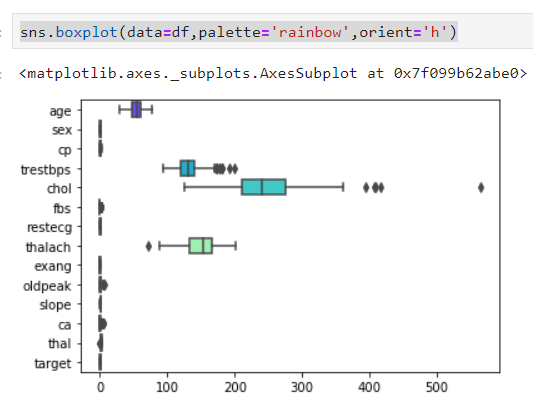 sns.boxplot(data=df,palette='rainbow',orient='h')
<matplotlib.axes._subplots.AxesSubplot at 0x7f099b62abe0>
age
sex
cp
trestbps
chol
fbs
restecg
thalach
exang
oldpeak
slope
ca
thal
target
0 100 200 300 400 500